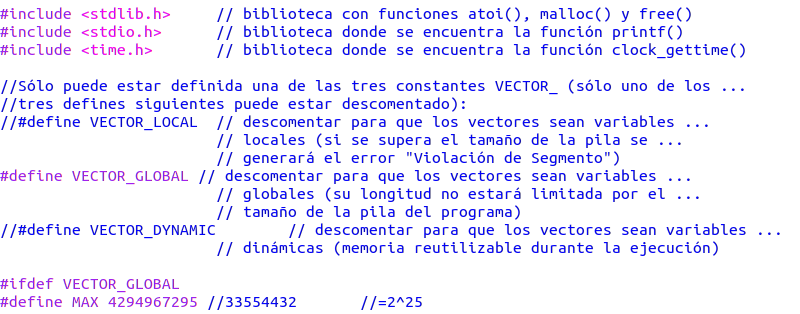 #include <stdlib.h>     // biblioteca con funciones atoi(), malloc() y free()
#include <stdio.h>      // biblioteca donde se encuentra la función printf()
#include <time.h>       // biblioteca donde se encuentra la función clock_gettime()
//Sólo puede estar definida una de las tres constantes VECTOR_ (sólo uno de los ...
//tres defines siguientes puede estar descomentado):
//#define VECTOR_LOCAL  // descomentar para que los vectores sean variables ...
                        // locales (si se supera el tamaño de la pila se ...
                        // generará el error "Violación de Segmento")
#define VECTOR_GLOBAL // descomentar para que los vectores sean variables ...
                        // globales (su longitud no estará limitada por el ...
                        // tamaño de la pila del programa)
//#define VECTOR_DYNAMIC        // descomentar para que los vectores sean variables ...
                        // dinámicas (memoria reutilizable durante la ejecución)
#ifdef VECTOR_GLOBAL
#define MAX 4294967295 //33554432       //=2^25